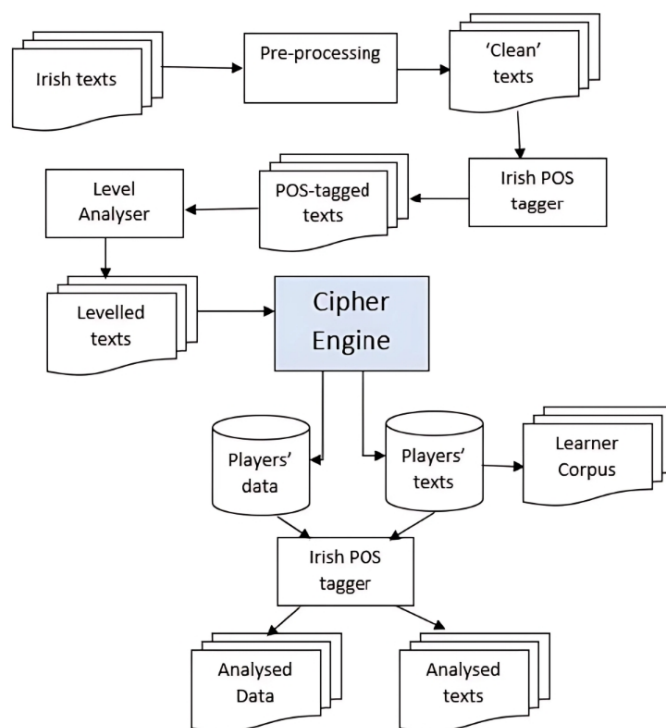 Irish texts
Pre-processing
‘Clean’
texts
Irish POS
tagger
POS-tagged
texts
Level
Analyser
Levelled
texts
Cipher
Engine
Players’
data
Players’
texts
Learner
Corpus
Irish POS
tagger
Analysed
Data
Analysed
texts